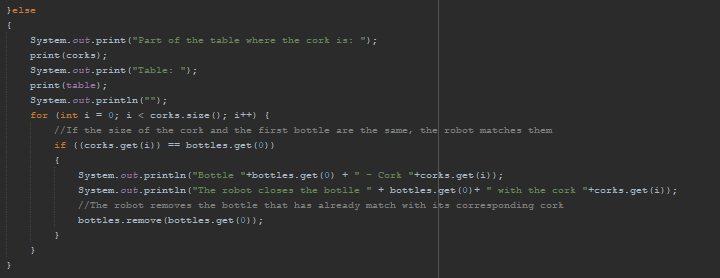 }else
{
System.out.print("Part of the table where the cork is: ");
print(corks);
System.out.print("Table: ");
print(table);
System.out.println("");
for (int i = 0; i < corks.size(); i++) {
//If the size of the cork and the first bottle are the same, the robot matches them
if ((corks.get(i)) == bottles.get(0))
{
System.out.println("Bottle "+bottles.get(0) + " - Cork "+corks.get(i));
System.out.println("The robot closes the botlle " + bottles.get(0)+ " with the cork "+corks.get(i));
//The robot removes the bottle that has already match with its corresponding cork
bottles.remove(bottles.get(0));
}
}
}